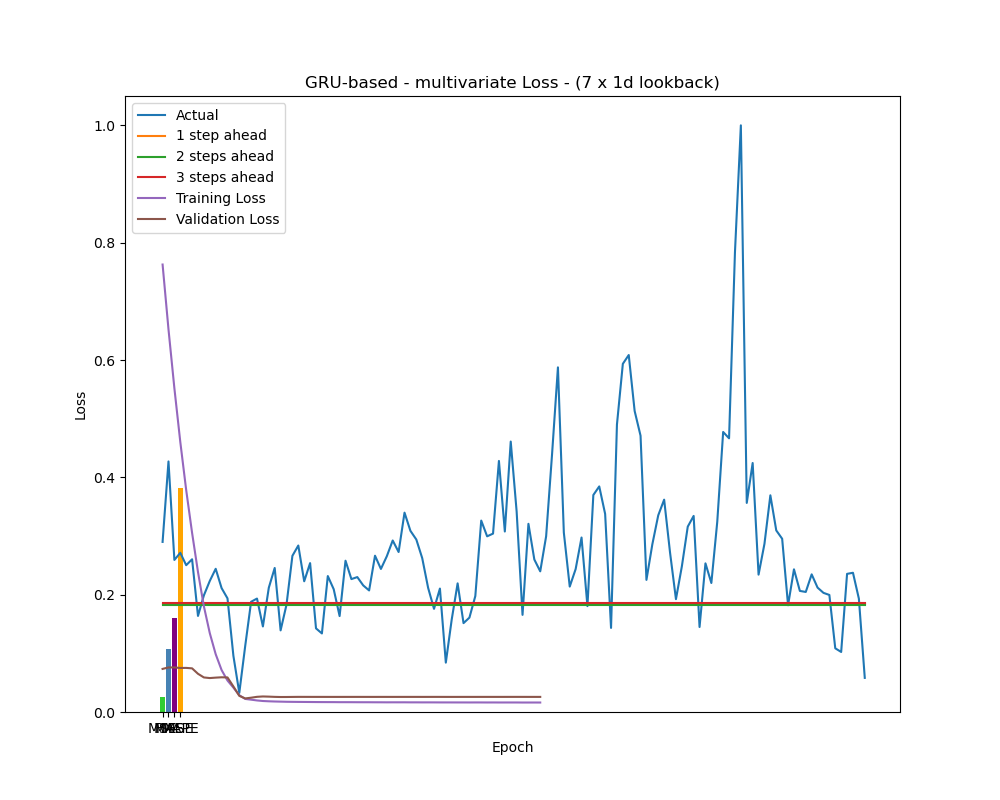 GRU-based - multivariate Loss - (7 x 1d lookback)
Actual
1 step ahead
2 steps ahead
3 steps ahead
Training Loss
Validation Loss
1.0
0.8
0.6
0.4
0.2
0.0
Loss
Epoch